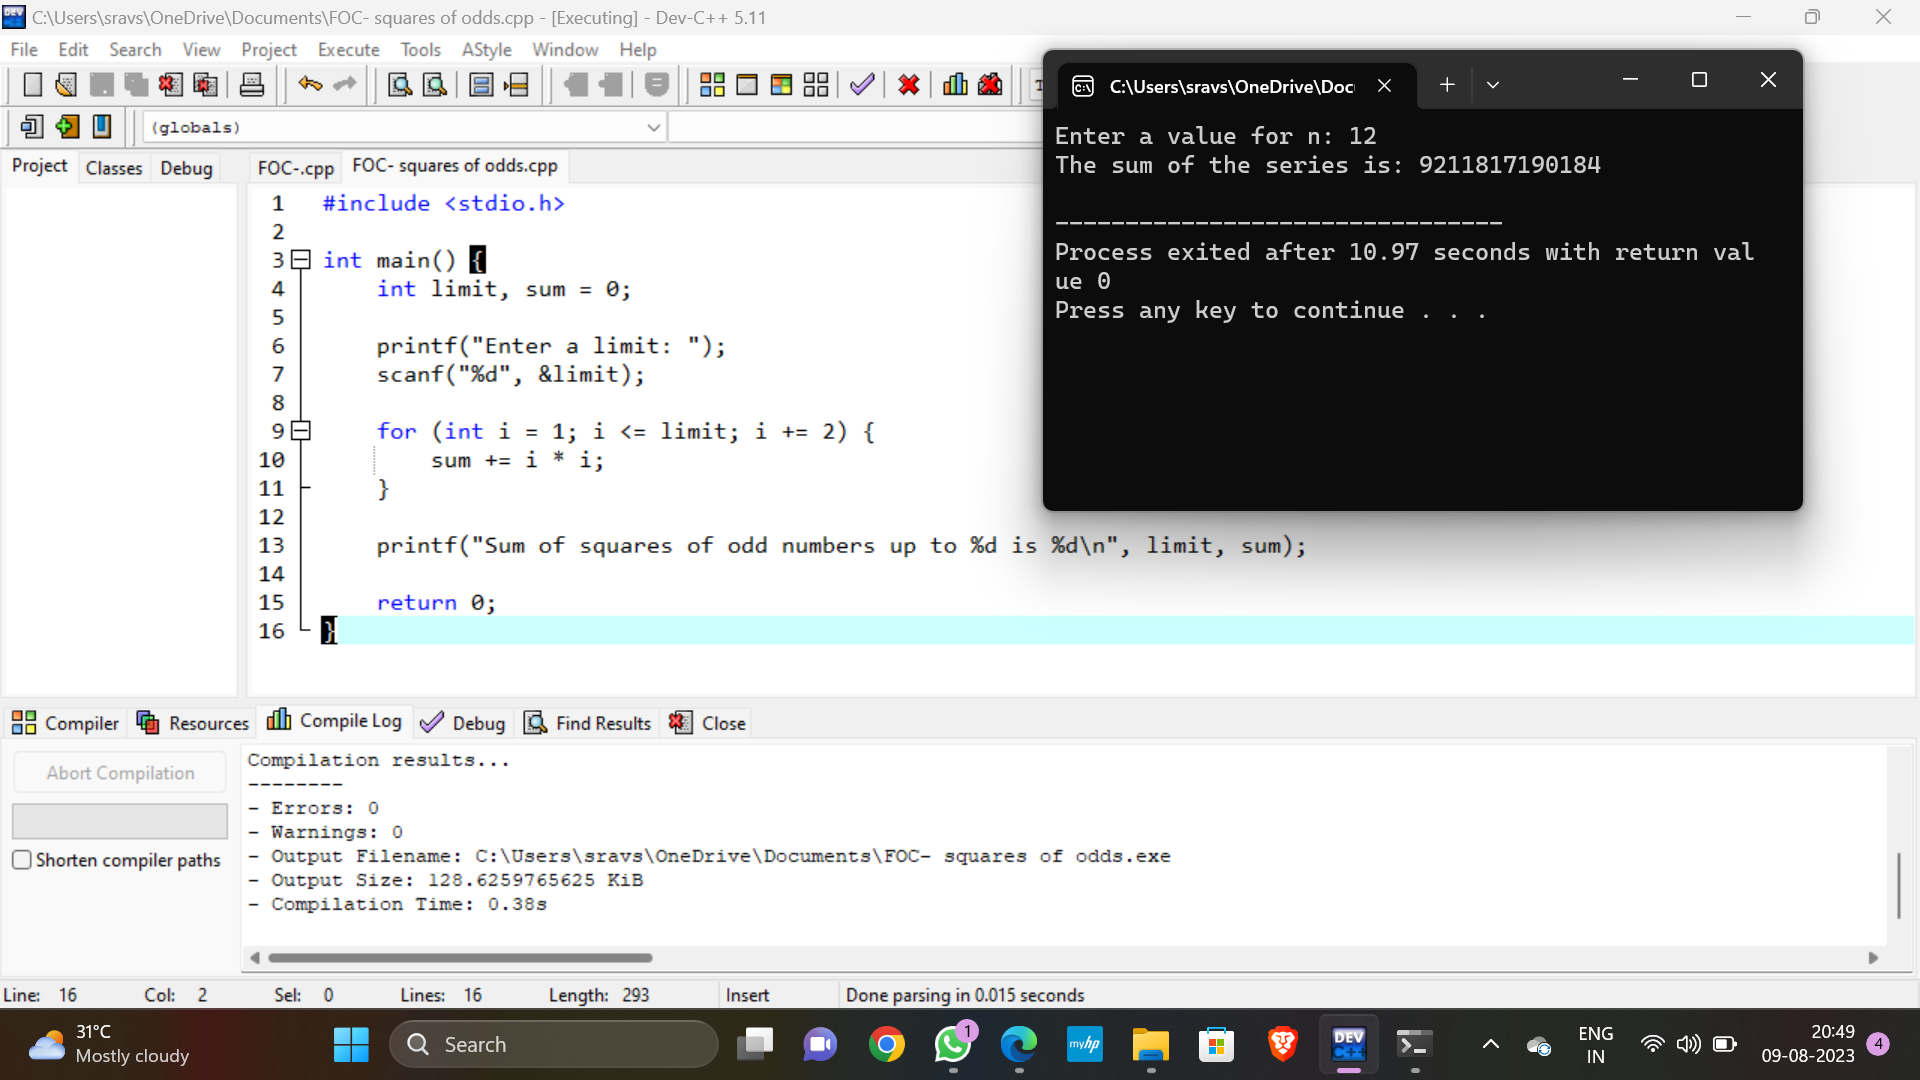 C:\Users\sravs\OneDrive\Documents\FOC- squares of odds.cpp - [Executing] - Dev-C++ 5.11
File Edit Search View Project Execute Tools AStyle Window Help
(globals)
Project Classes Debug
FOC-.cpp FOC- squares of odds.cpp
1 #include <stdio.h>
2
3 int main() {
4 int limit, sum = 0;
5
6 printf("Enter a limit: ");
7 scanf("%d", &limit);
8
9 for (int i = 1; i <= limit; i += 2) {
10 sum += i * i;
11 }
12
13 printf("Sum of squares of odd numbers up to %d is %d\n", limit, sum);
14
15 return 0;
16 }
C:\Users\sravs\OneDrive\Doc
Enter a value for n: 12
The sum of the series is: 9211817190184
--------------------------------
Process exited after 10.97 seconds with return val
ue 0
Press any key to continue . . .
Compiler Resources Compile Log Debug Find Results Close
Abort Compilation
Shorten compiler paths
Compilation results...
--------
- Errors: 0
- Warnings: 0
- Output Filename: C:\Users\sravs\OneDrive\Documents\FOC- squares of odds.exe
- Output Size: 128.6259765625 KiB
- Compilation Time: 0.38s
Line: 16 Col: 2 Sel: 0 Lines: 16 Length: 293 Insert Done parsing in 0.015 seconds
31°C
Mostly cloudy
Search
1
myhp
DEV
C++
ENG
IN
20:49
09-08-2023
4